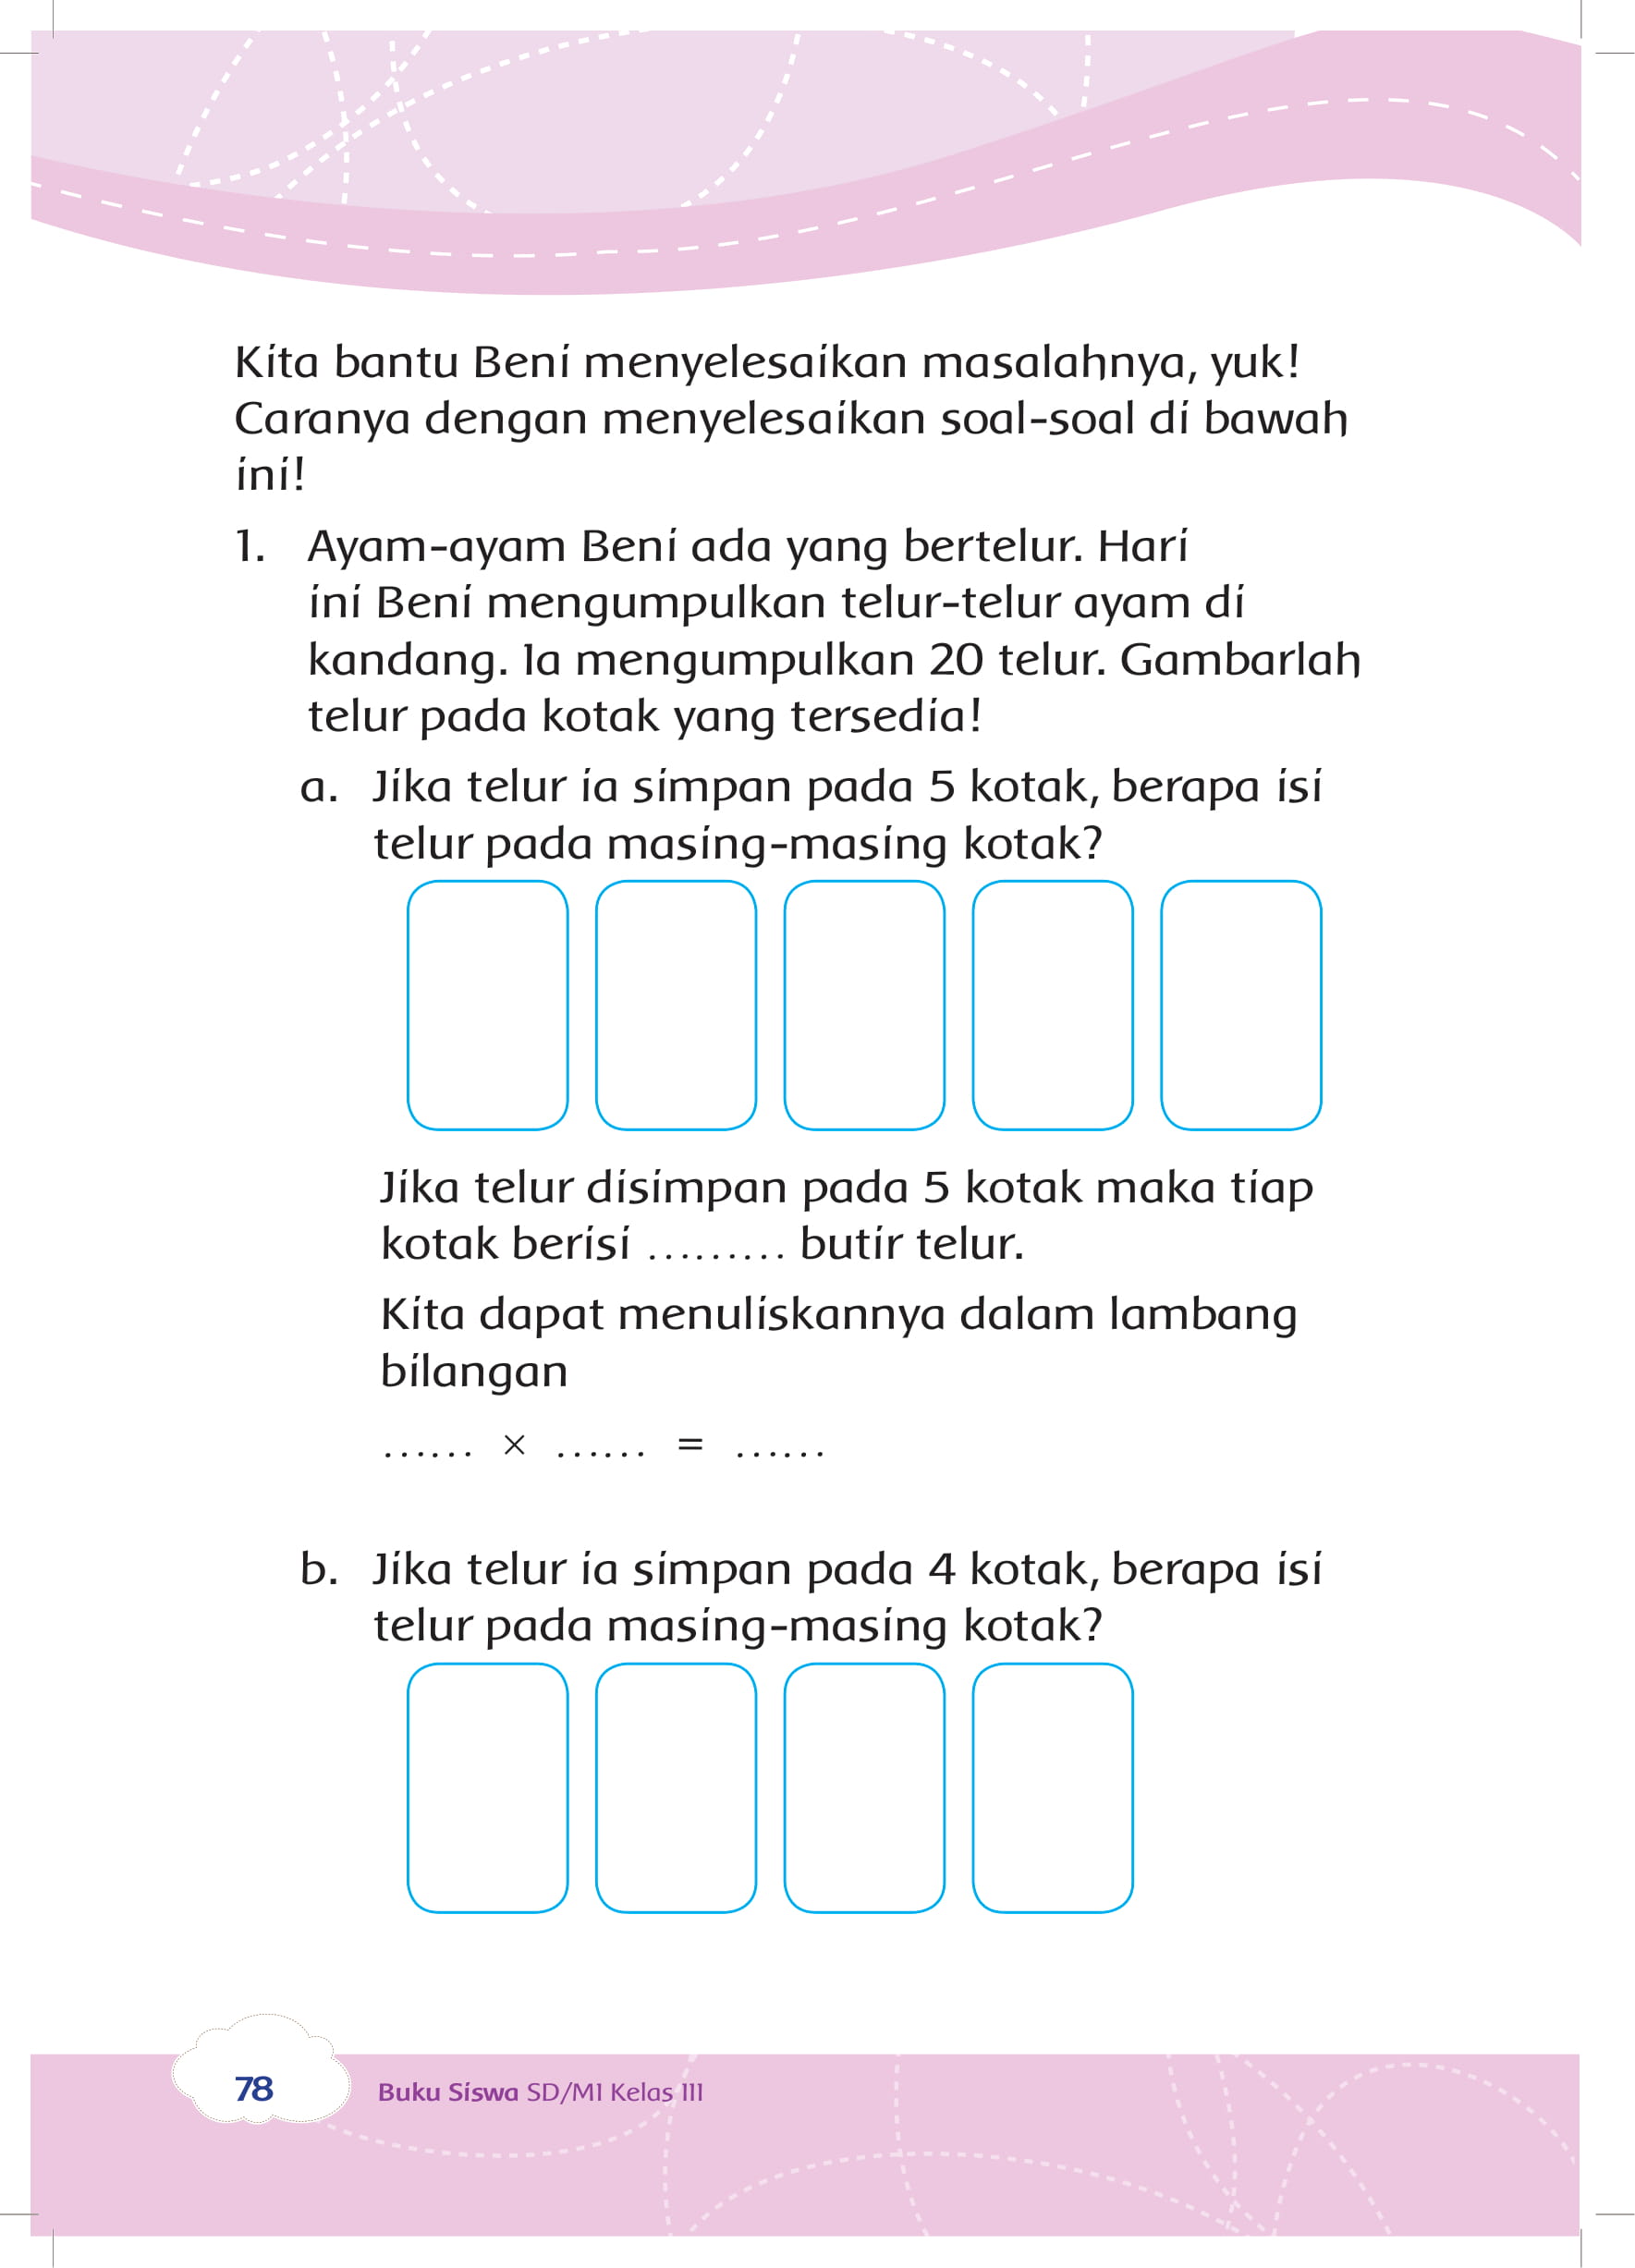 Kita bantu Beni menyelesaikan masalahnya, yuk!
Caranya dengan menyelesaikan soal-soal di bawah
ini!
1. Ayam-ayam Beni ada yang bertelur. Hari
ini Beni mengumpulkan telur-telur ayam di
kandang. Ia mengumpulkan 20 telur. Gambarlah
telur pada kotak yang tersedia!
a. Jika telur ia simpan pada 5 kotak, berapa isi
telur pada masing-masing kotak?
Jika telur disimpan pada 5 kotak maka tiap
kotak berisi ......... butir telur.
Kita dapat menuliskannya dalam lambang
bilangan
...... × ...... = ......
b. Jika telur ia simpan pada 4 kotak, berapa isi
telur pada masing-masing kotak?
78 Buku Siswa SD/MI Kelas III